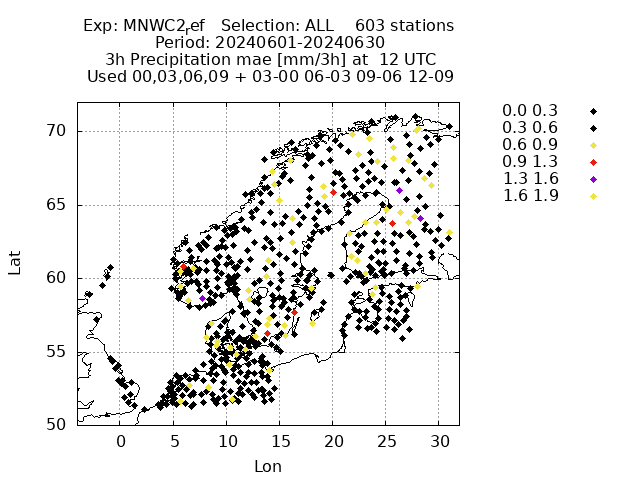 Exp: MNWC2ref   Selection: ALL    603 stations
Period: 20240601-20240630
3h Precipitation mae [mm/3h] at  12 UTC
Used 00,03,06,09 + 03-00 06-03 09-06 12-09
0.0 0.3
0.3 0.6
0.6 0.9
0.9 1.3
1.3 1.6
1.6 1.9
70
65
60
55
50
Lat
0 5 10 15 20 25 30
Lon